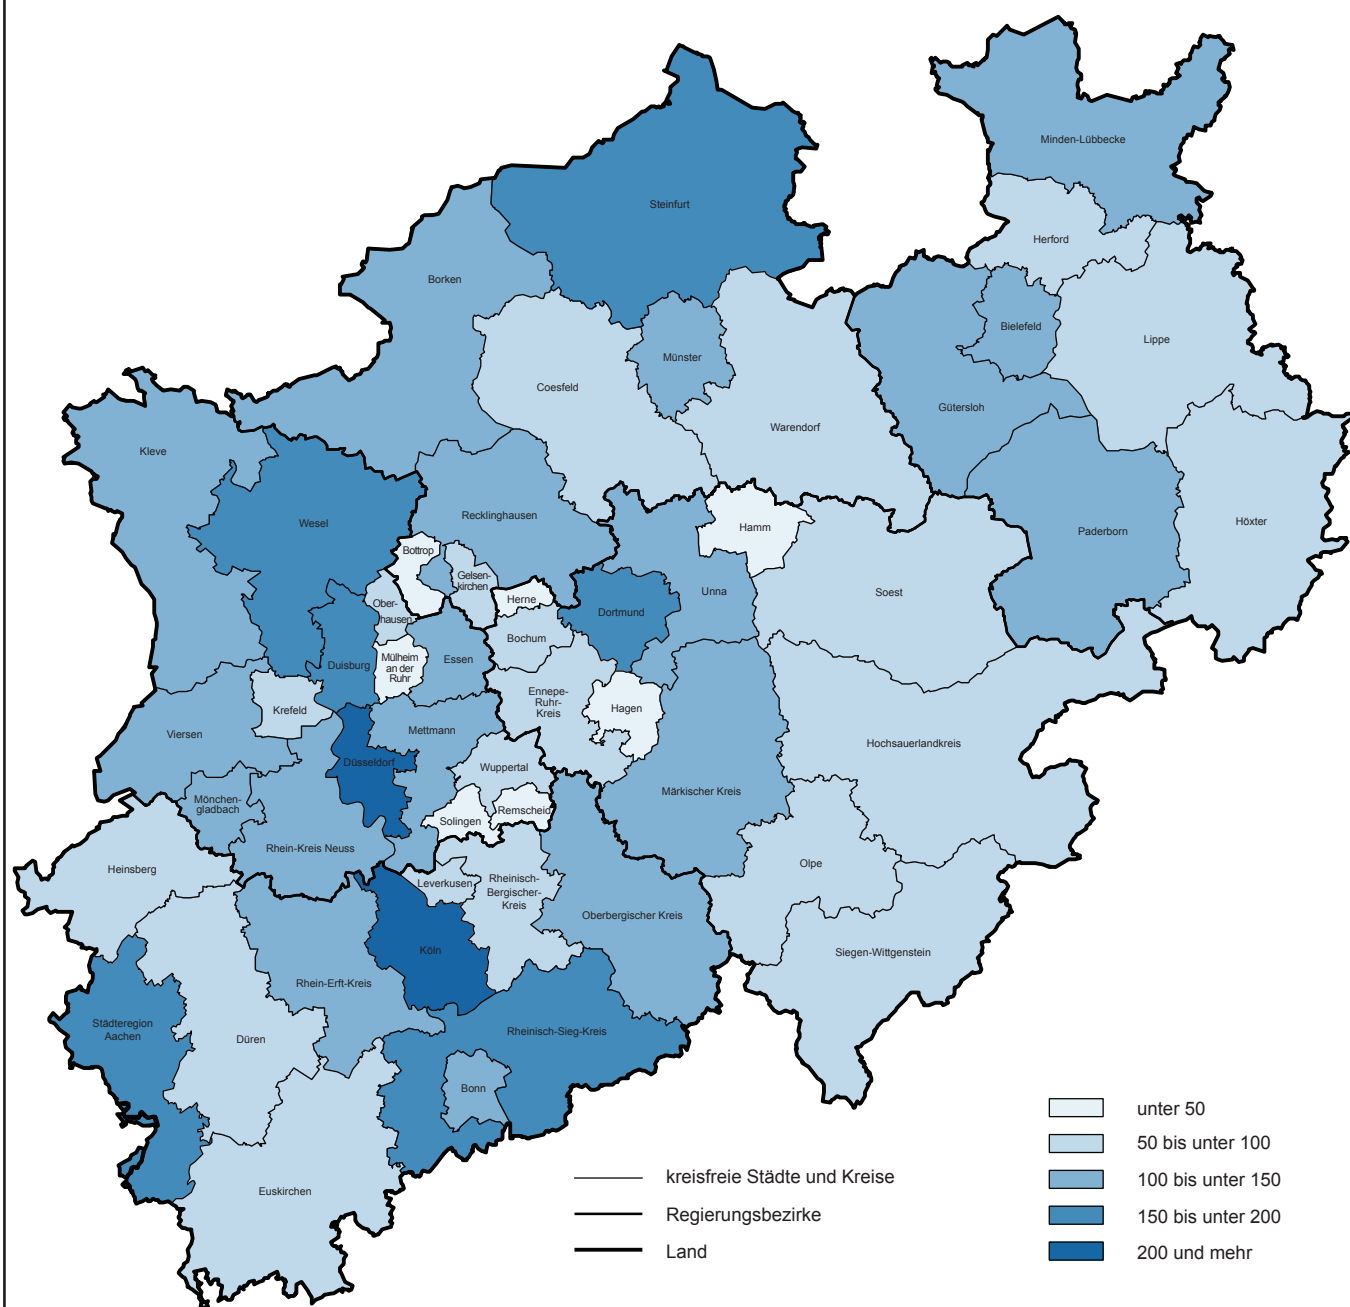 Minden-Lübbecke
Steinfurt
Herford
Borken
Bielefeld
Lippe
Münster
Coesfeld
Gütersloh
Warendorf
Kleve
Recklinghausen
Wesel
Höxter
Hamm
Paderborn
Bottrop
Gelsen-
kirchen
Soest
Unna
Herne
Ober-
hausen
Dortmund
Bochum
Essen
Duisburg
Mülheim
an der
Ruhr
Ennepe-
Ruhr-
Kreis
Hagen
Krefeld
Mettmann
Viersen
Hochsauerlandkreis
Düsseldorf
Wuppertal
Märkischer Kreis
Mönchen-
gladbach
Remscheid
Solingen
Rhein-Kreis Neuss
Olpe
Heinsberg
Leverkusen
Rheinisch-
Bergischer-
Kreis
Oberbergischer Kreis
Köln
Siegen-Wittgenstein
Rhein-Erft-Kreis
Städteregion
Aachen
Düren
Rheinisch-Sieg-Kreis
Bonn
Euskirchen
kreisfreie Städte und Kreise
Regierungsbezirke
Land
unter 50
50 bis unter 100
100 bis unter 150
150 bis unter 200
200 und mehr